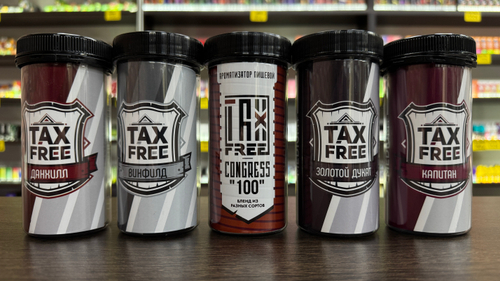 TAX
FREE
ДАНХИЛЛ
TAX
FREE
ВИНФИЛД
АРОМАТИЗАТОР ПИЩЕВОЙ
TAX
FREE
CONGRESS
"100"
БЛЕНД ИЗ
РАЗНЫХ СОРТОВ
TAX
FREE
ЗОЛОТОЙ ДУКАТ
TAX
FREE
КАПИТАН